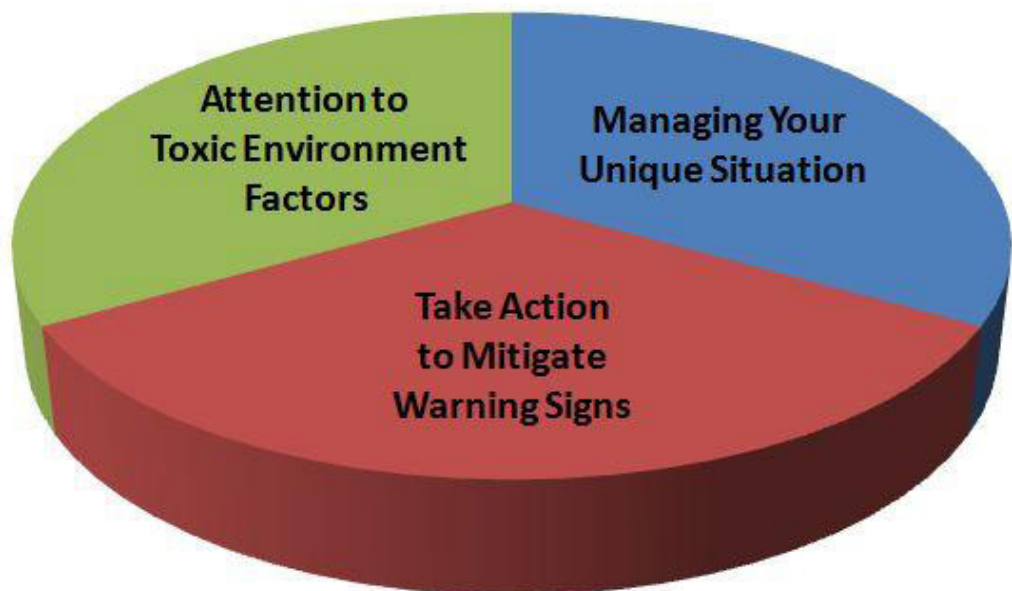 Attention to
Toxic Environment
Factors
Managing Your
Unique Situation
Take Action
to Mitigate
Warning Signs